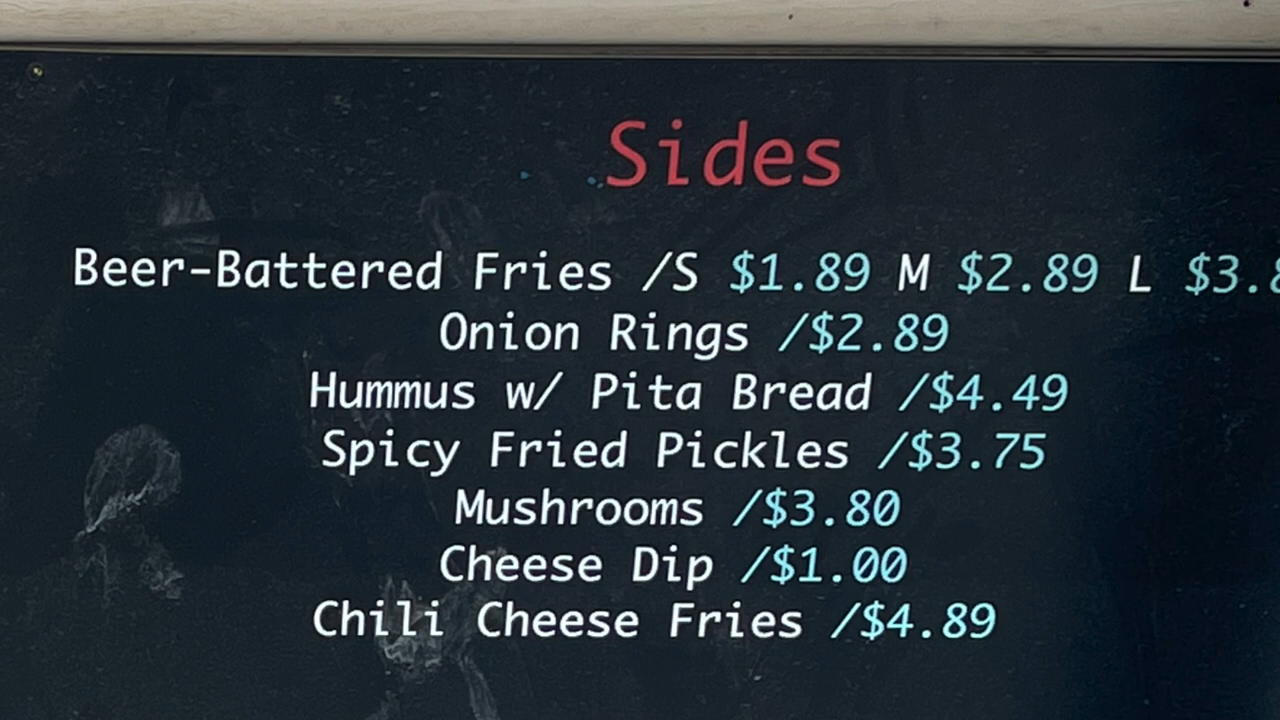 Sides
Beer-Battered Fries /S $1.89 M $2.89 L
Onion Rings /$2.89
Hummus w/ Pita Bread /$4.49
Spicy Fried Pickles /$3.75
Mushrooms /$3.80
Cheese Dip /$1.00
Chili Cheese Fries /$4.89